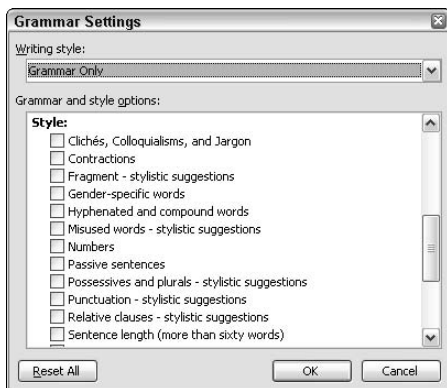 Grammar Settings
Writing style:
Grammar Only
Grammar and style options:
Style:
Clichés, Colloquialisms, and Jargon
Contractions
Fragment - stylistic suggestions
Gender-specific words
Hyphenated and compound words
Misused words - stylistic suggestions
Numbers
Passive sentences
Possessives and plurals - stylistic suggestions
Punctuation - stylistic suggestions
Relative clauses - stylistic suggestions
Sentence length (more than sixty words)
Reset All OK Cancel